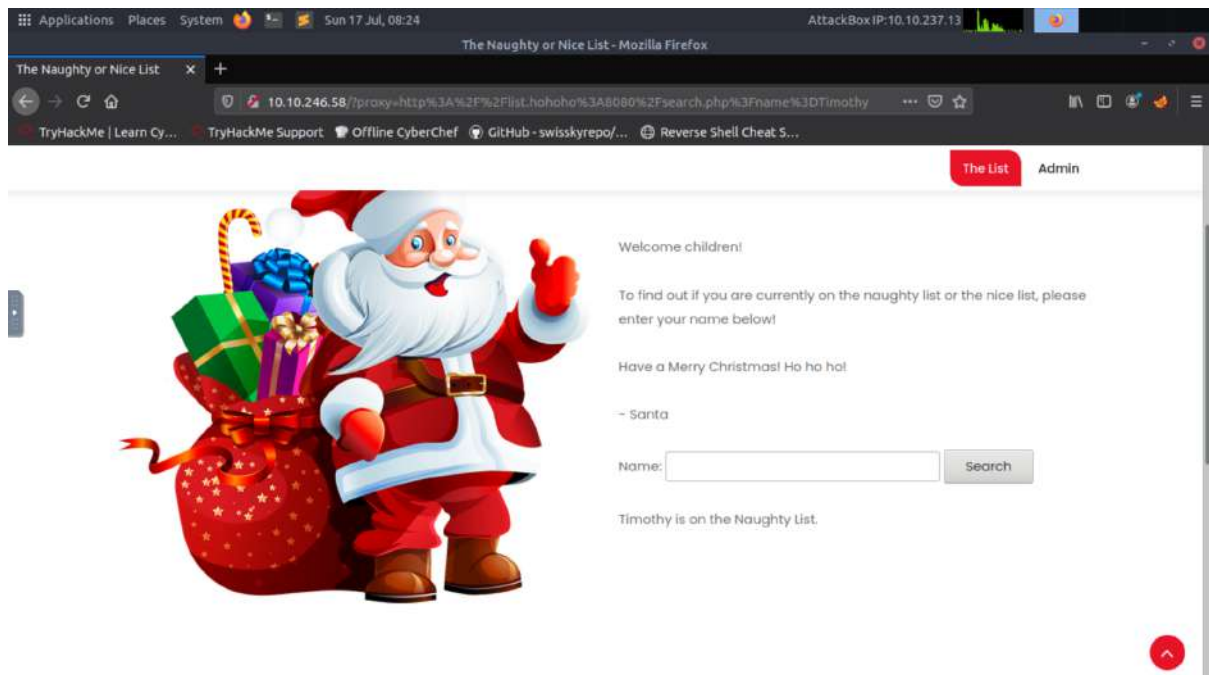 Applications Places System Sun 17 Jul, 08:24 AttackBox IP:10.10.237.13
The Naughty or Nice List - Mozilla Firefox
The Naughty or Nice List × +
10.10.246.58/?proxy=http%3A%2F%2Flist.hohoho%3A8080%2Fsearch.php%3Fname%3DTimothy
TryHackMe | Learn Cy... TryHackMe Support Offline CyberChef GitHub - swisskyrepo/... Reverse Shell Cheat S...
The List Admin
Welcome children!
To find out if you are currently on the naughty list or the nice list, please
enter your name below!
Have a Merry Christmas! Ho ho ho!
- Santa
Name: Search
Timothy is on the Naughty List.